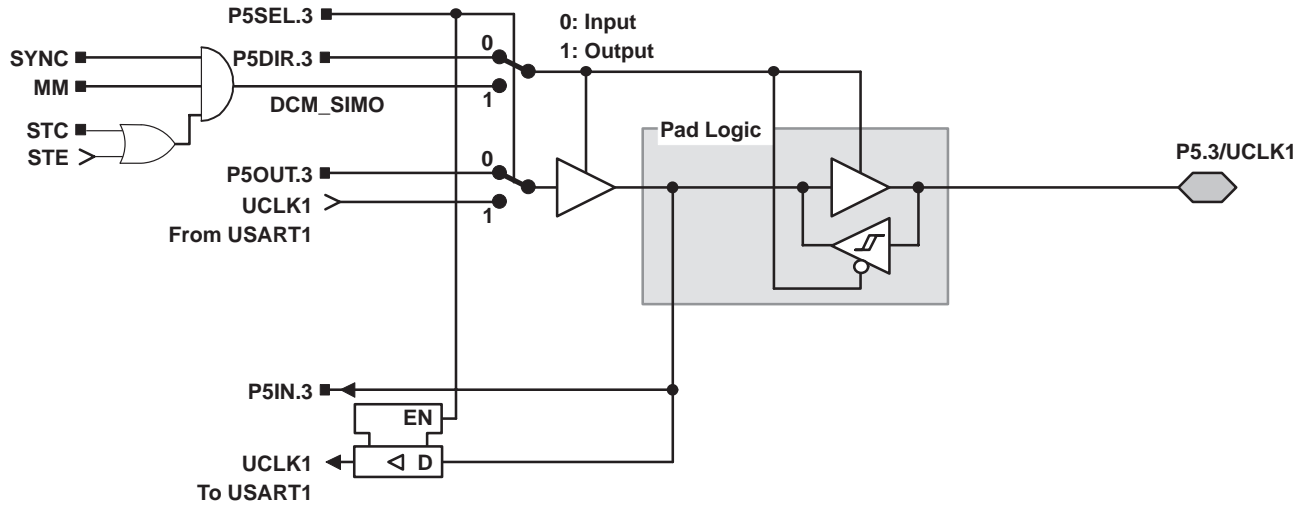 P5SEL.3
0: Input
1: Output
SYNC
P5DIR.3
0
MM
DCM_SIMO
1
STC
STE
Pad Logic
P5.3/UCLK1
P5OUT.3
0
UCLK1
1
From USART1
P5IN.3
EN
UCLK1
D
To USART1